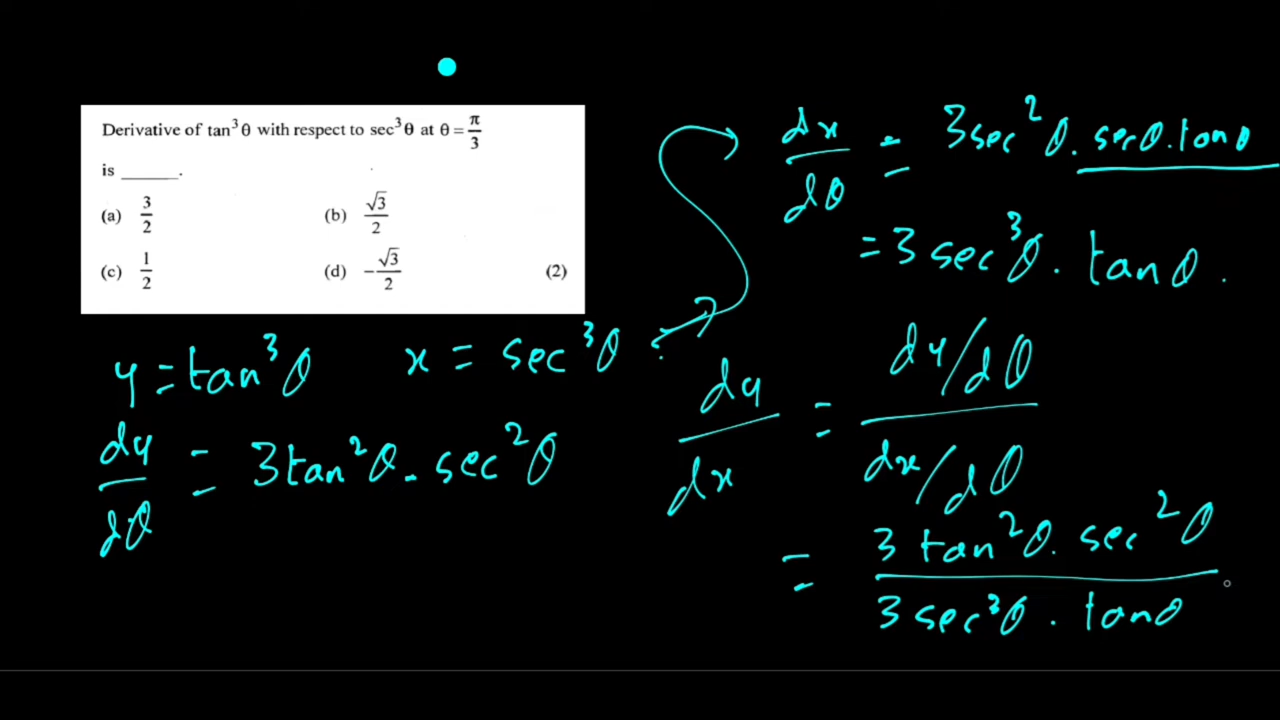 Derivative of tan³θ with respect to sec³θ at θ = π/3
is ______.
(a) 3/2 (b) √3/2
(c) 1/2 (d) -√3/2 (2)
y = tan³θ x = sec³θ
dy/dθ = 3tan²θ . sec²θ
dx/dθ = 3sec²θ . secθ . tanθ
= 3sec³θ . tanθ .
dy/dx = dy/dθ / dx/dθ
= 3 tan²θ . sec²θ / 3 sec³θ . tanθ